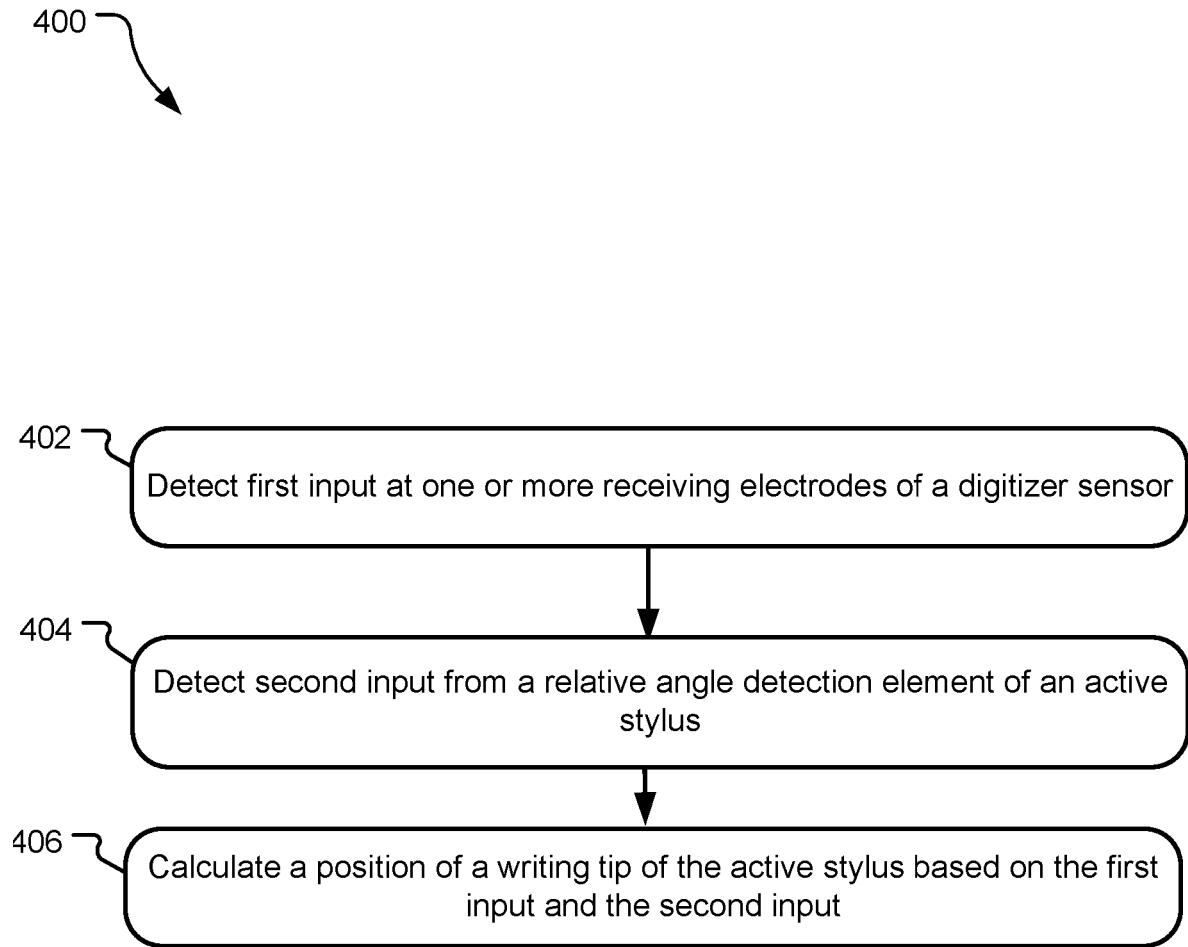 400
402
Detect first input at one or more receiving electrodes of a digitizer sensor
404
Detect second input from a relative angle detection element of an active
stylus
406
Calculate a position of a writing tip of the active stylus based on the first
input and the second input